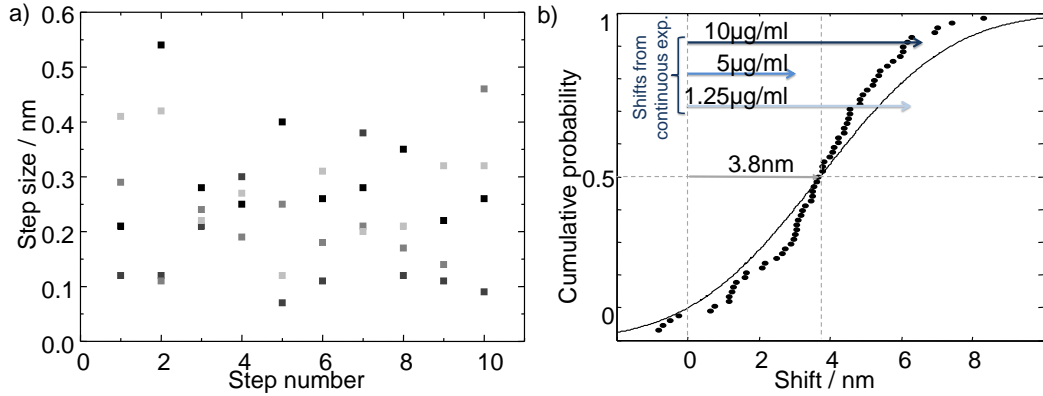 a)
Step size / nm
0.6
0.5
0.4
0.3
0.2
0.1
0.0
0 2 4 6 8 10
Step number
b)
Cumulative probability
1
0.5
0
Shifts from
continuous exp.
10µg/ml
5µg/ml
1.25µg/ml
3.8nm
0 2 4 6 8
Shift / nm